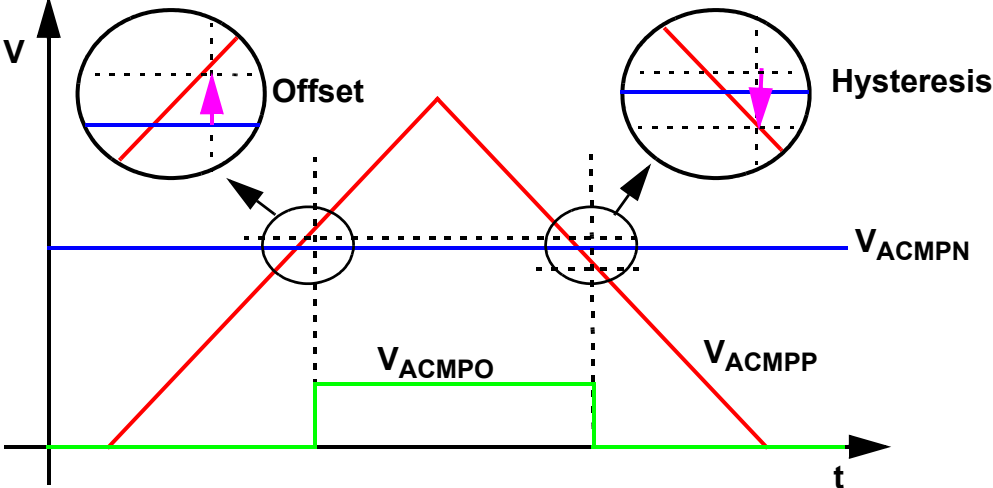 V
Offset
Hysteresis
VACMPN
VACMPO
VACMPP
t